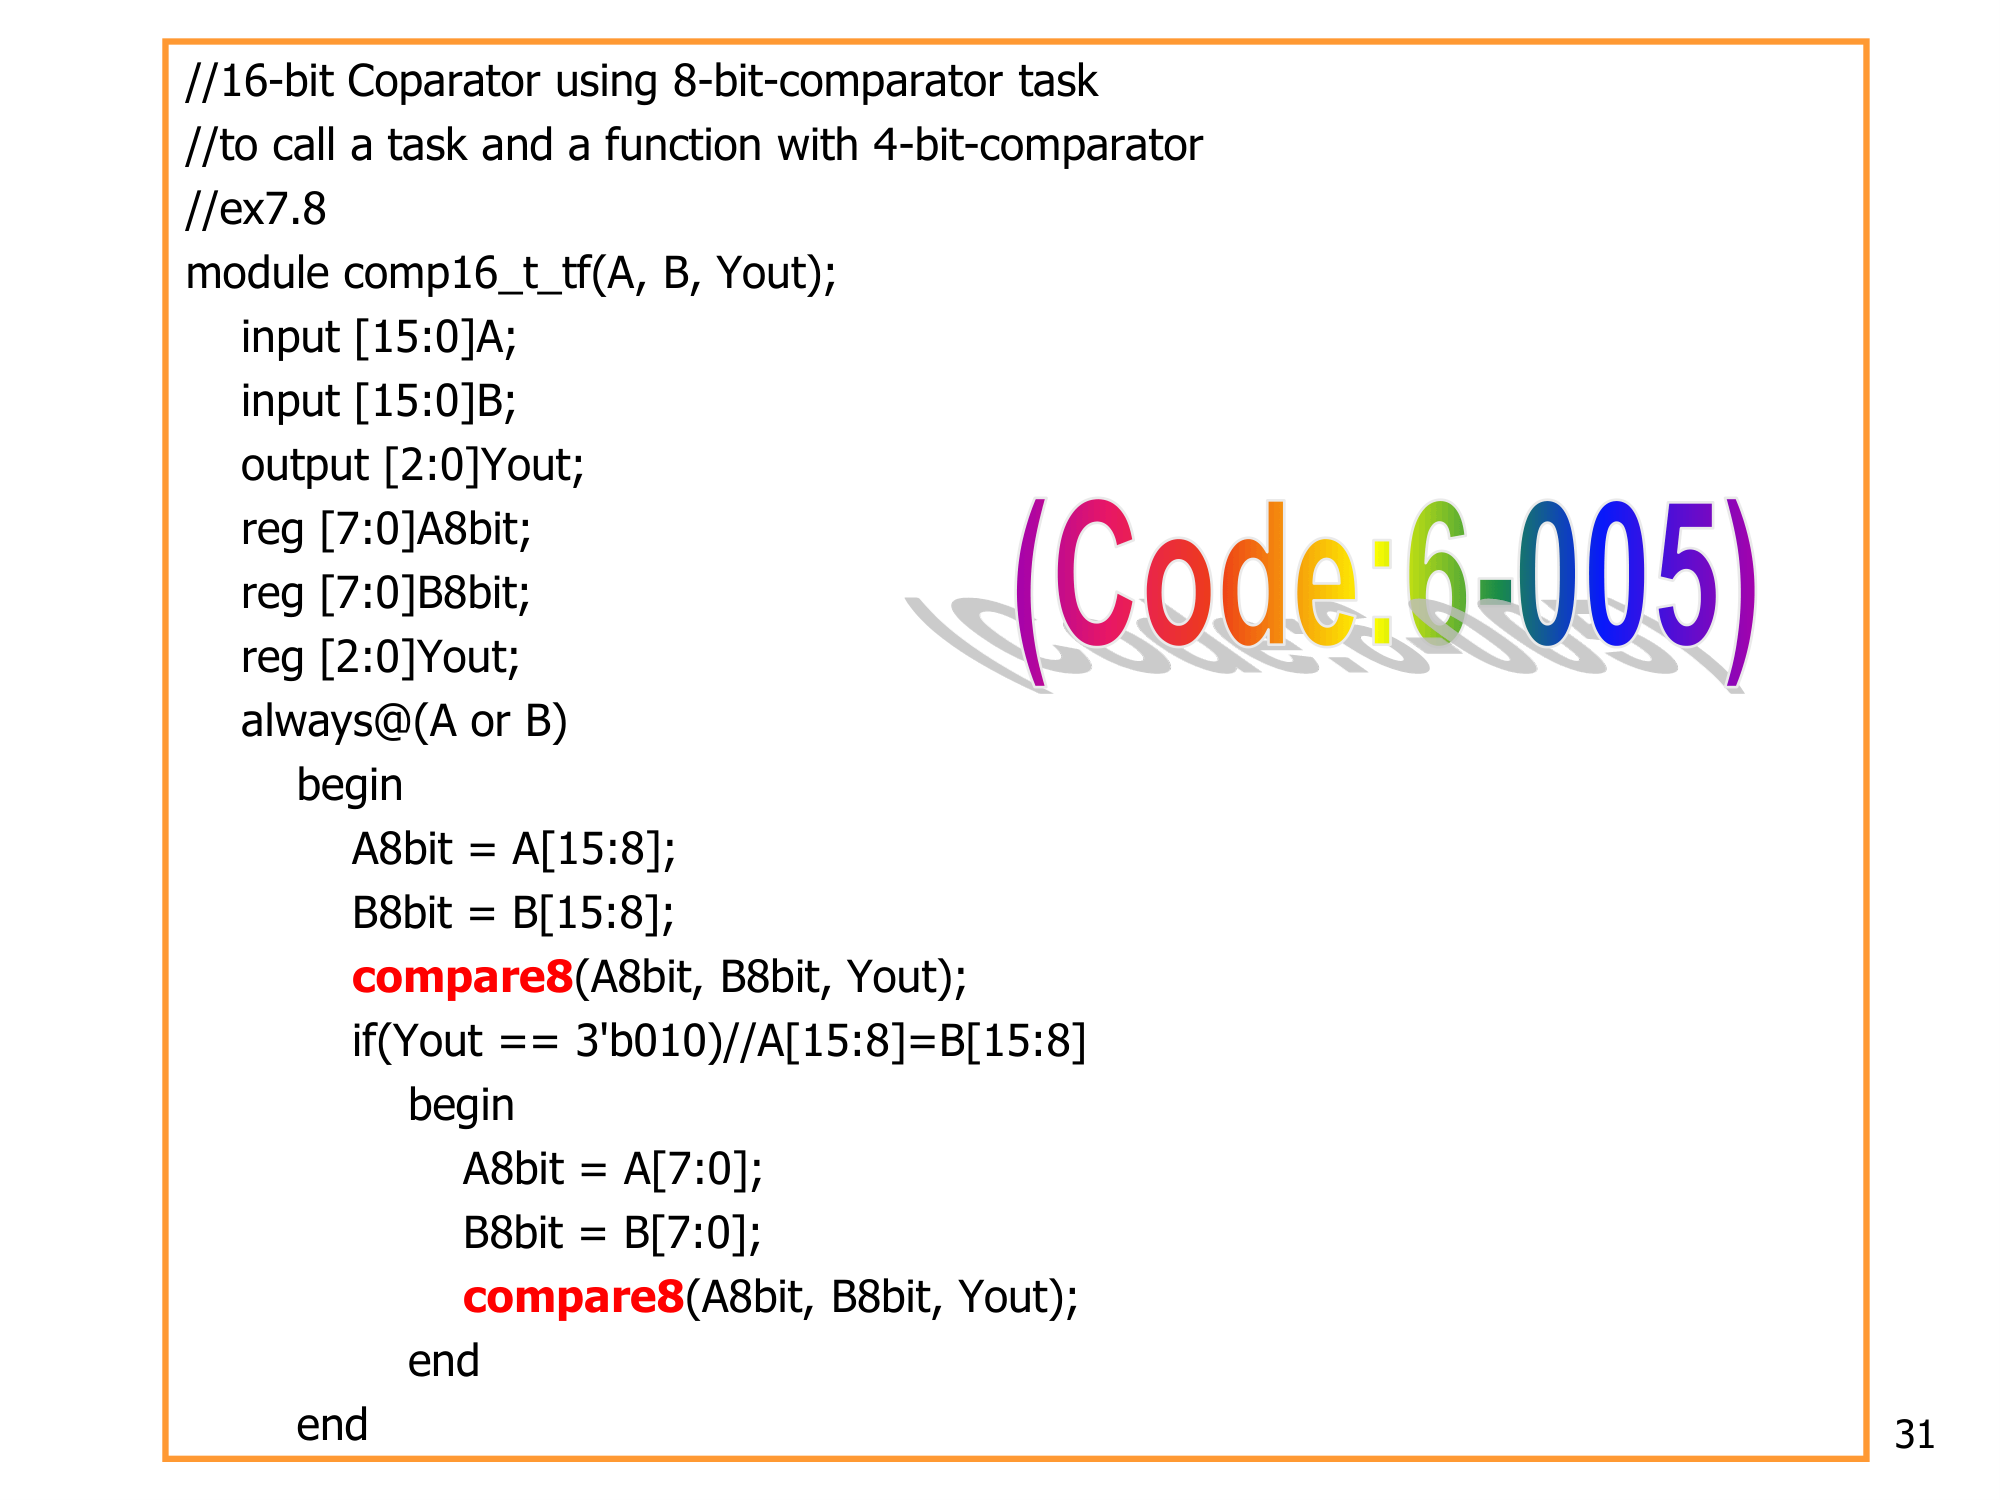 //16-bit Coparator using 8-bit-comparator task
//to call a task and a function with 4-bit-comparator
//ex7.8
module comp16_t_tf(A, B, Yout);
input [15:0]A;
input [15:0]B;
output [2:0]Yout;
reg [7:0]A8bit;
reg [7:0]B8bit;
reg [2:0]Yout;
always@(A or B)
begin
A8bit = A[15:8];
B8bit = B[15:8];
compare8(A8bit, B8bit, Yout);
if(Yout == 3'b010)//A[15:8]=B[15:8]
begin
A8bit = A[7:0];
B8bit = B[7:0];
compare8(A8bit, B8bit, Yout);
end
end
(Code:6-005)
31